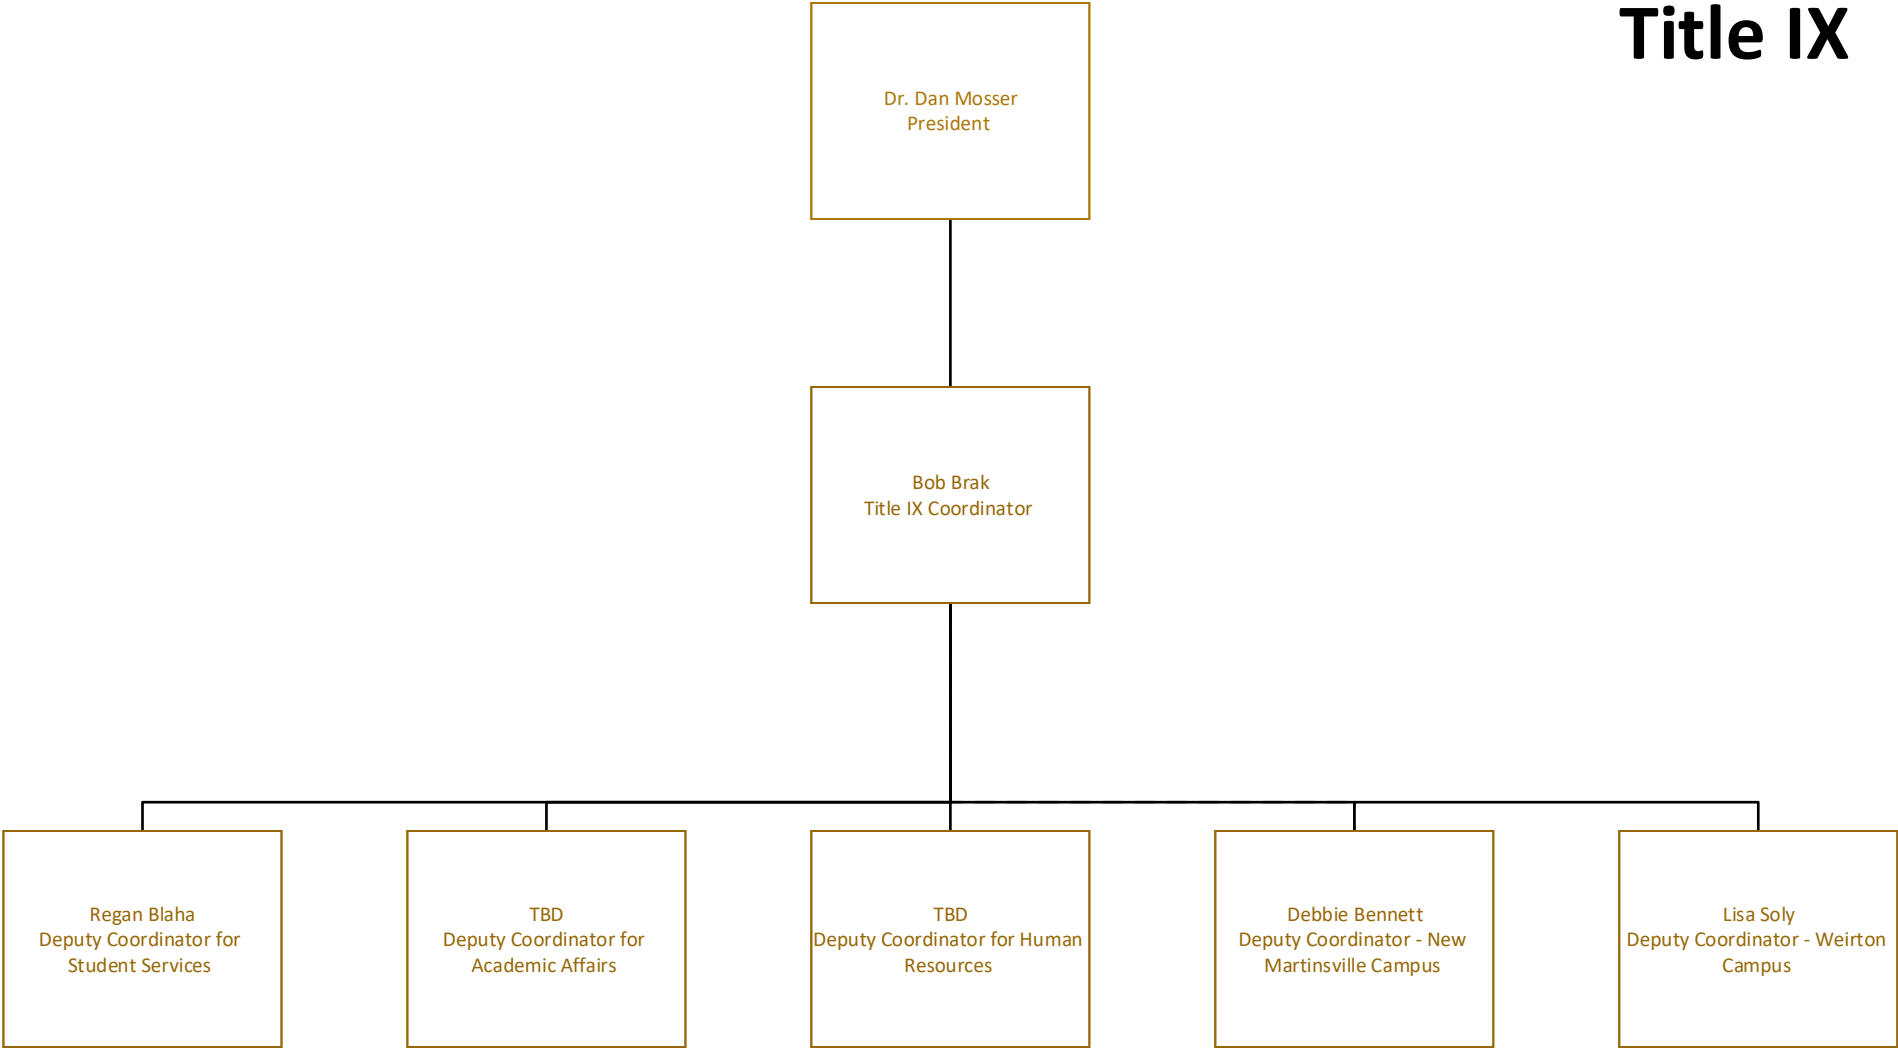 Title IX
Dr. Dan Mosser
President
Bob Brak
Title IX Coordinator
Regan Blaha
Deputy Coordinator for
Student Services
TBD
Deputy Coordinator for
Academic Affairs
TBD
Deputy Coordinator for Human
Resources
Debbie Bennett
Deputy Coordinator - New
Martinsville Campus
Lisa Soly
Deputy Coordinator - Weirton
Campus